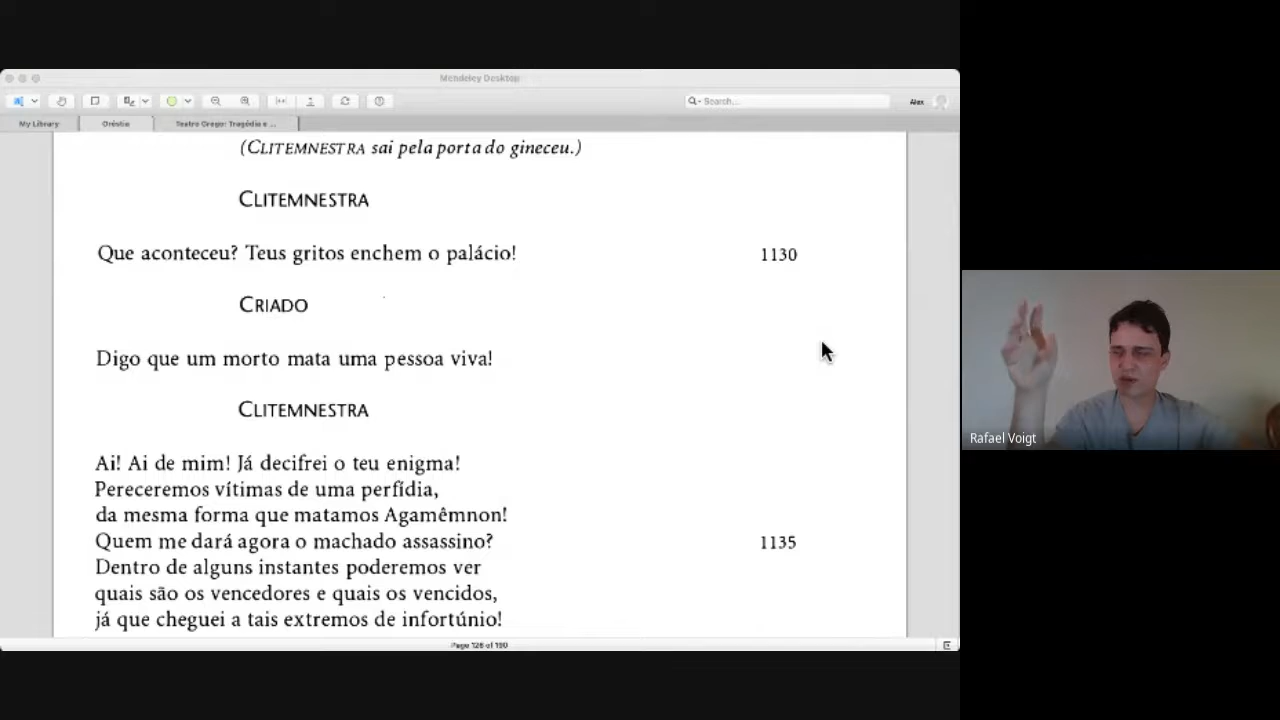 Mendeley Desktop
Search...
Alex
My Library
Oréstia
Teatro Grego: Tragédia e ...
(CLITEMNESTRA sai pela porta do gineceu.)
CLITEMNESTRA
Que aconteceu? Teus gritos enchem o palácio!
1130
CRIADO
Digo que um morto mata uma pessoa viva!
CLITEMNESTRA
Ai! Ai de mim! Já decifrei o teu enigma!
Pereceremos vítimas de uma perfídia,
da mesma forma que matamos Agamêmnon!
Quem me dará agora o machado assassino?
1135
Dentro de alguns instantes poderemos ver
quais são os vencedores e quais os vencidos,
já que cheguei a tais extremos de infortúnio!
Page 126 of 190
Rafael Voigt